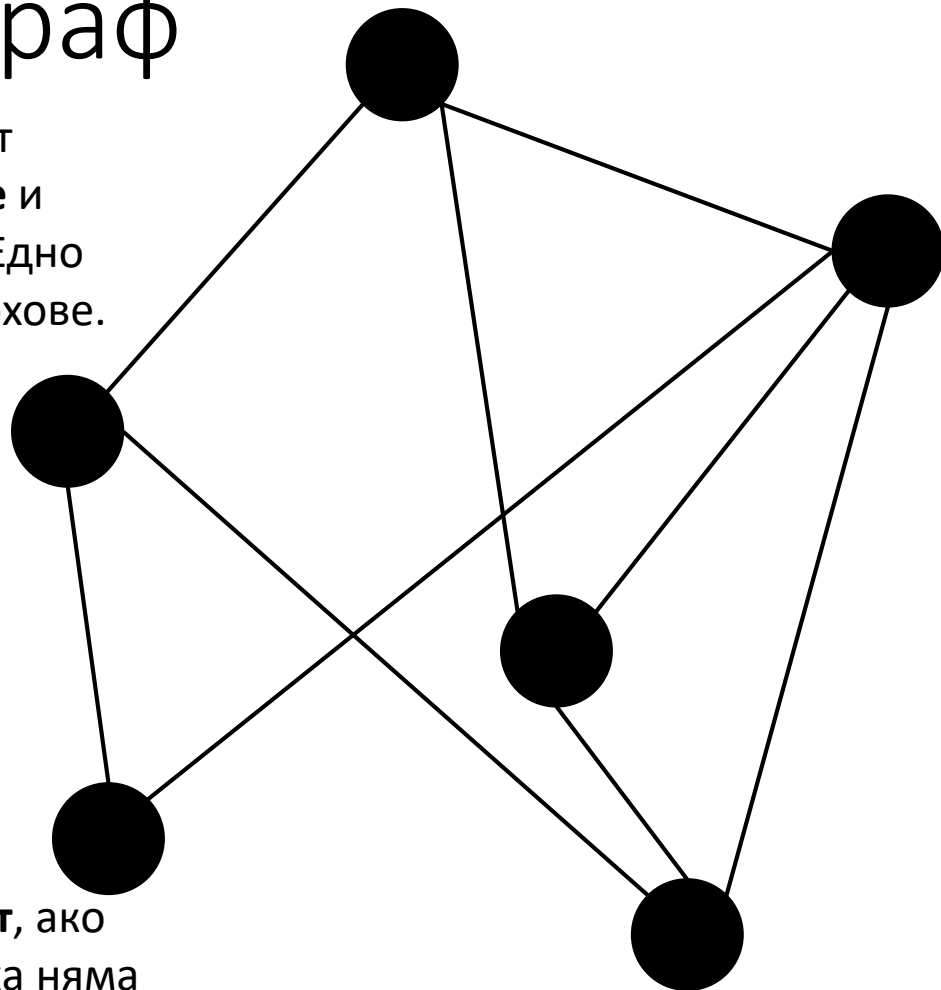 раф
т
е и
Едно
хове.
т, ако
а няма